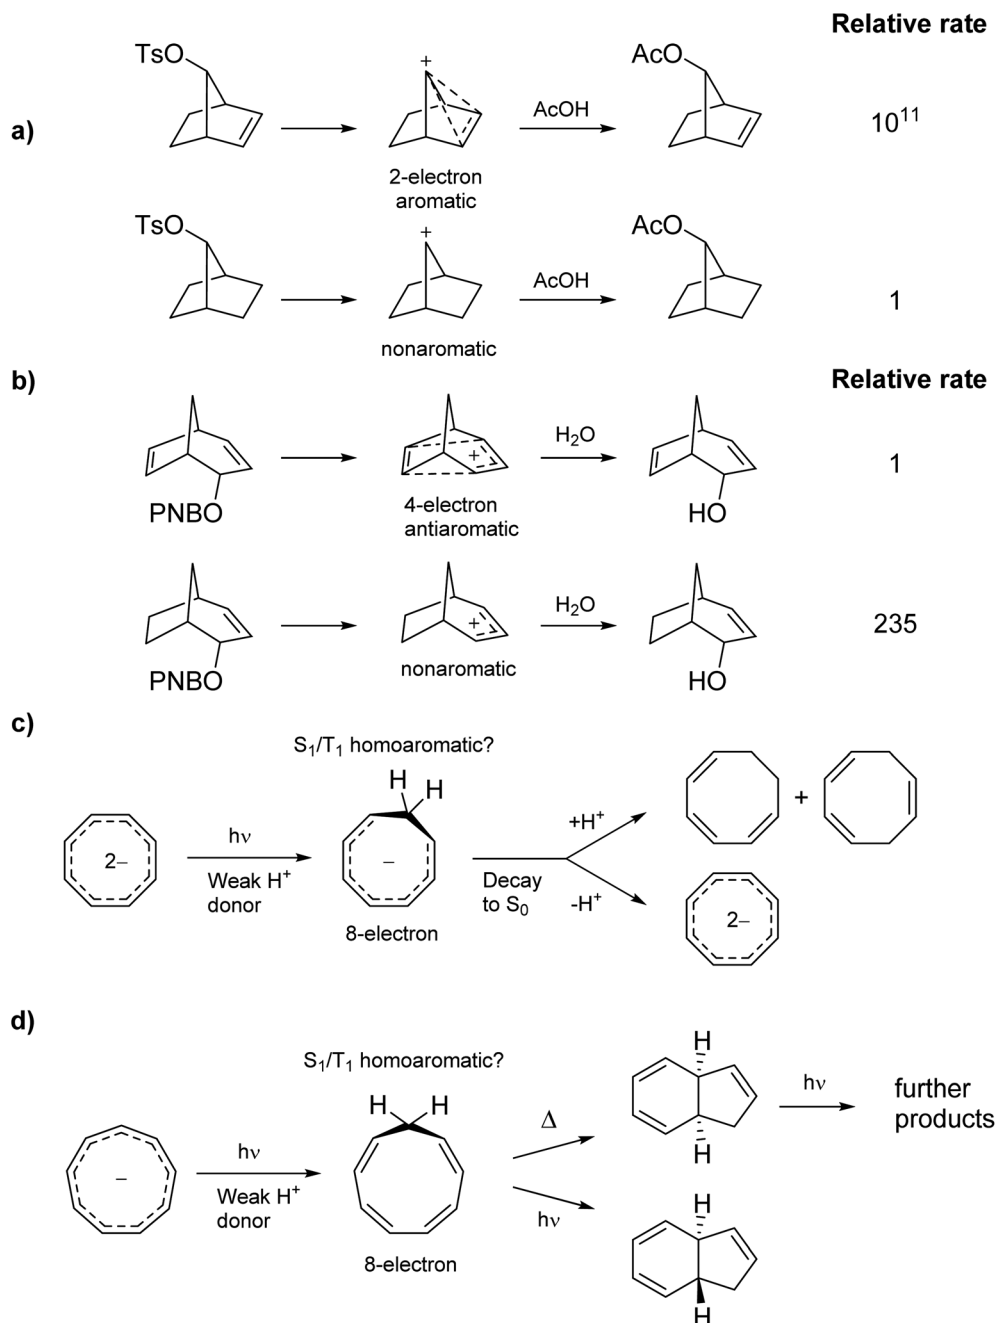 Relative rate
a)
TsO
+
AcOH
AcO
10¹¹
2-electron
aromatic
TsO
+
AcOH
AcO
1
nonaromatic
b)
Relative rate
PNBO
+
H₂O
HO
1
4-electron
antiaromatic
PNBO
+
H₂O
HO
235
nonaromatic
c)
S₁/T₁ homoaromatic?
H
H
2–
hν
Weak H⁺
donor
–
8-electron
Decay
to S₀
+H⁺
-H⁺
+
2–
d)
S₁/T₁ homoaromatic?
H H
–
hν
Weak H⁺
donor
8-electron
Δ
hν
H
H
hν
further
products
H
H